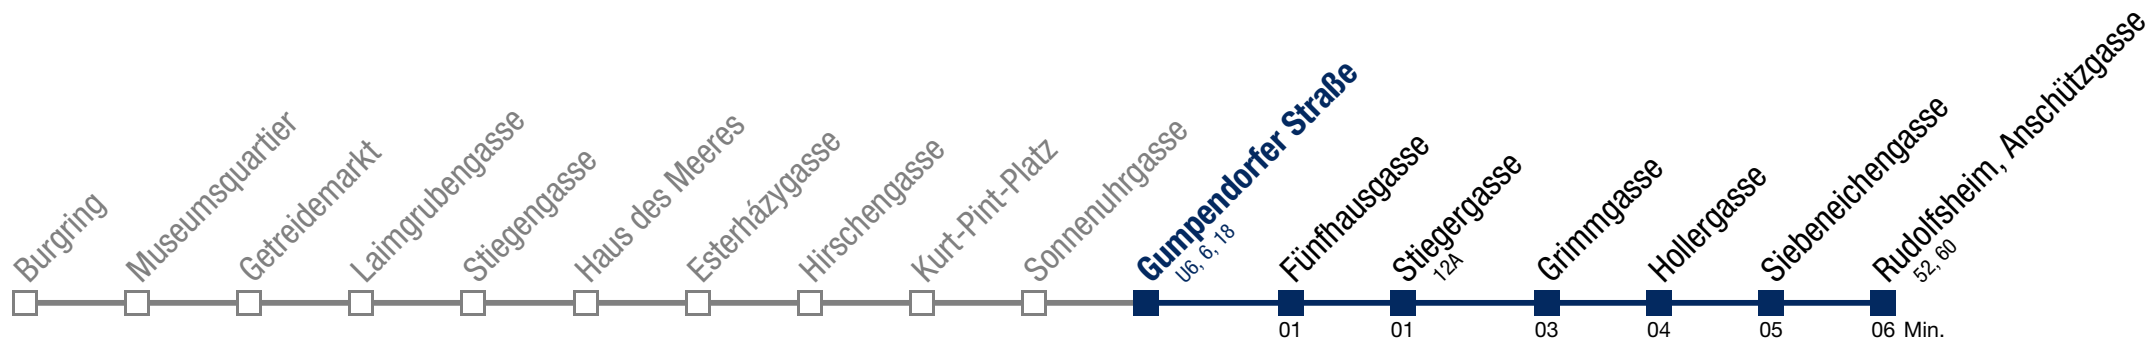 Burgring
Museumsquartier
Getreidemarkt
Laimgrubengasse
Stiegengasse
Haus des Meeres
Esterházygasse
Hirschengasse
Kurt-Pint-Platz
Sonnenuhrgasse
Gumpendorfer Straße
U6, 6, 18
Fünfhausgasse
Stiegergasse
12A
Grimmgasse
Hollergasse
Siebeneichengasse
Rudolfsheim, Anschützgasse
52, 60
01 01 03 04 05 06 Min.